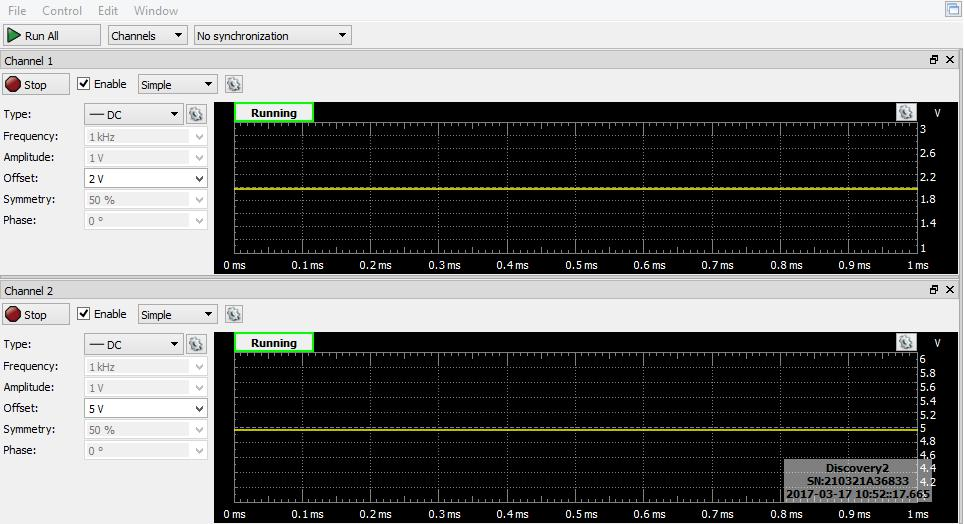 File Control Edit Window
Run All Channels No synchronization
Channel 1
Stop Enable Simple
Type: DC
Frequency: 1 kHz
Amplitude: 1 V
Offset: 2 V
Symmetry: 50 %
Phase: 0 °
Running V
3
2.6
2.2
1.8
1.4
1
0 ms 0.1 ms 0.2 ms 0.3 ms 0.4 ms 0.5 ms 0.6 ms 0.7 ms 0.8 ms 0.9 ms 1 ms
Channel 2
Stop Enable Simple
Type: DC
Frequency: 1 kHz
Amplitude: 1 V
Offset: 5 V
Symmetry: 50 %
Phase: 0 °
Running V
6
5.8
5.6
5.4
5.2
5
4.8
4.6
4.4
4.2
Discovery2
SN:210321A36833
2017-03-17 10:52::17.665
0 ms 0.1 ms 0.2 ms 0.3 ms 0.4 ms 0.5 ms 0.6 ms 0.7 ms 0.8 ms 0.9 ms 1 ms